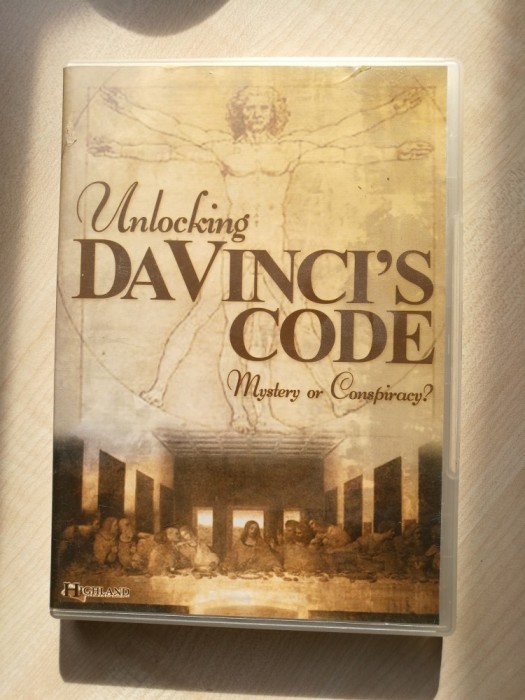 Unlocking
DAVINCI'S
CODE
Mystery or Conspiracy?
HIGHLAND